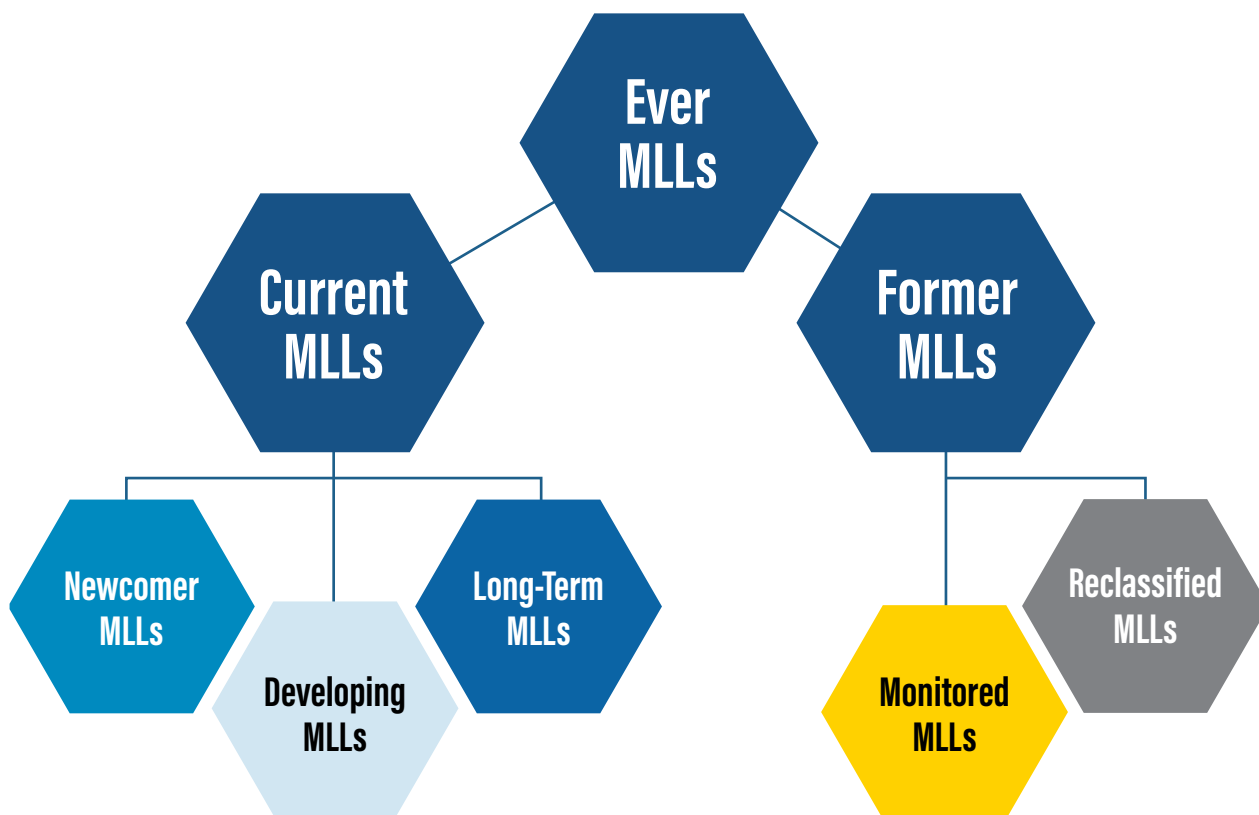 Ever
MLLs
Current
MLLs
Former
MLLs
Newcomer
MLLs
Developing
MLLs
Long-Term
MLLs
Monitored
MLLs
Reclassified
MLLs